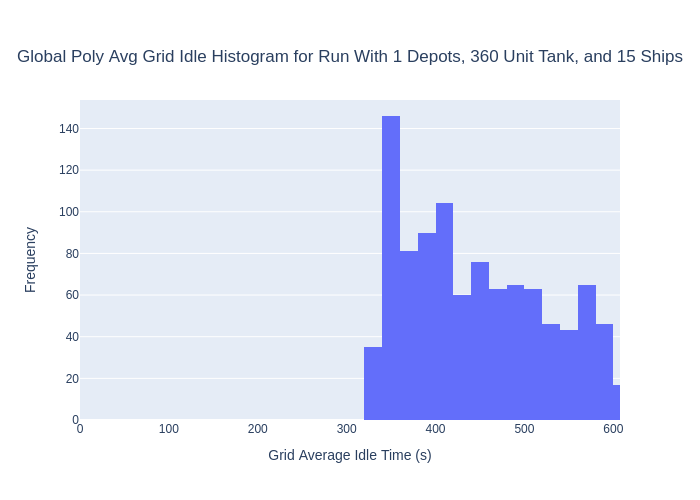 Global Poly Avg Grid Idle Histogram for Run With 1 Depots, 360 Unit Tank, and 15 Ships
140
120
100
80
60
40
20
0
Frequency
0 100 200 300 400 500 600
Grid Average Idle Time (s)